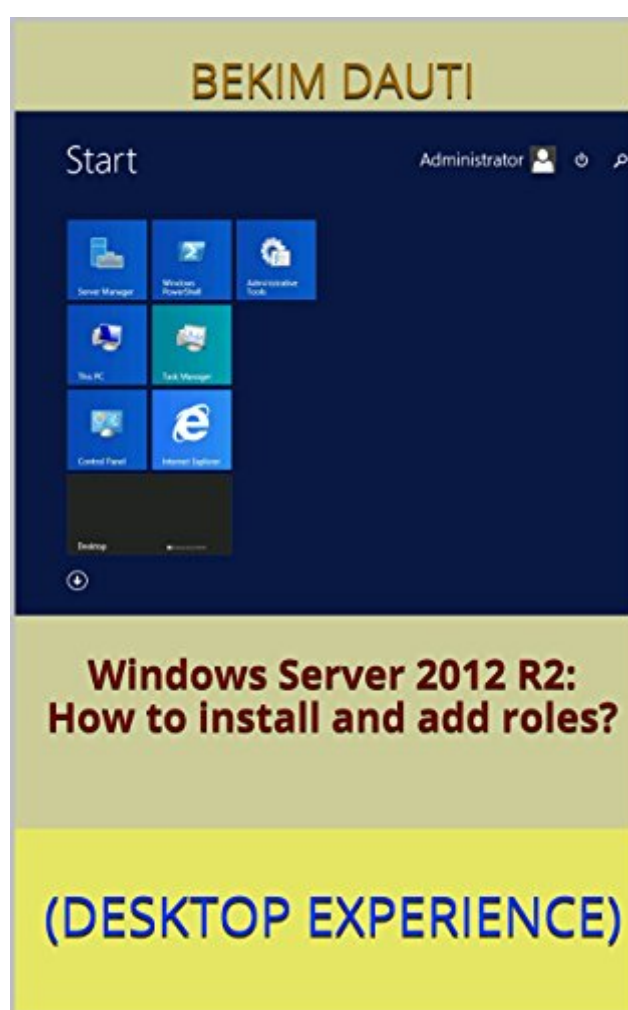 BEKIM DAUTI
Start
Administrator
Server Manager
Windows
PowerShell
Administrative
Tools
This PC
Task Manager
Control Panel
Internet Explorer
Desktop
Windows Server 2012 R2:
How to install and add roles?
(DESKTOP EXPERIENCE)